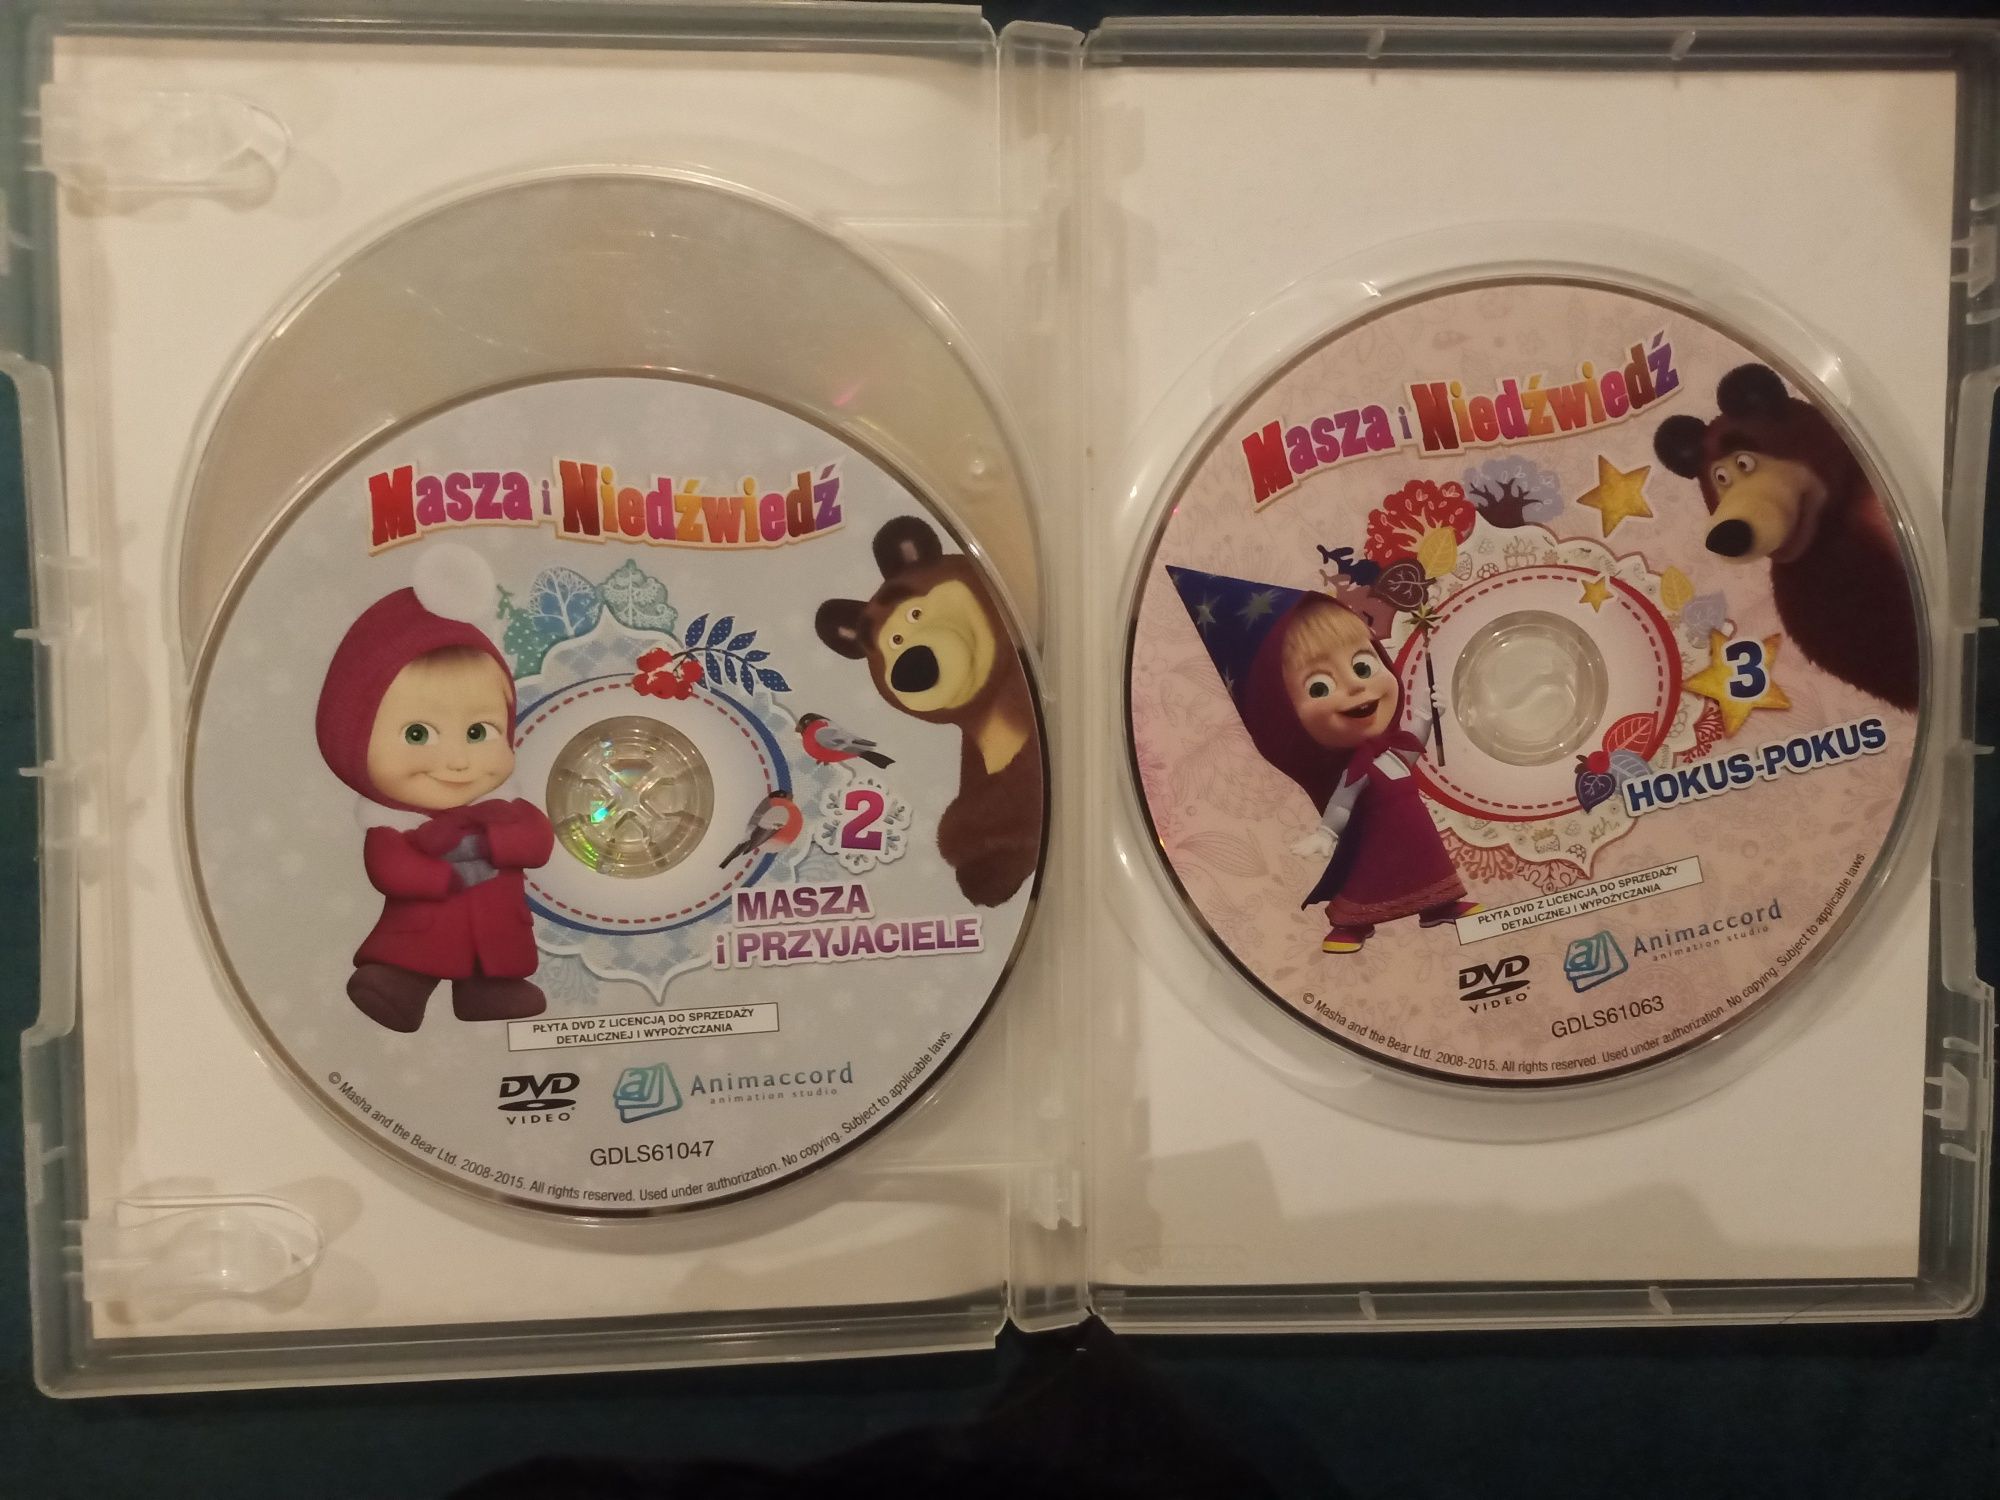 Masza i Niedźwiedź
2
MASZA
i PRZYJACIELE
PŁYTA DVD Z LICENCJĄ DO SPRZEDAŻY
DETALICZNEJ I WYPOŻYCZANIA
DVD
VIDEO
Animaccord
animation studio
GDLS61047
© Masha and the Bear Ltd. 2008-2015. All rights reserved. Used under authorization. No copying. Subject to applicable laws.
Masza i Niedźwiedź
3
HOKUS-POKUS
PŁYTA DVD Z LICENCJĄ DO SPRZEDAŻY
DETALICZNEJ I WYPOŻYCZANIA
DVD
VIDEO
Animaccord
animation studio
GDLS61063
© Masha and the Bear Ltd. 2008-2015. All rights reserved. Used under authorization. No copying. Subject to applicable laws.